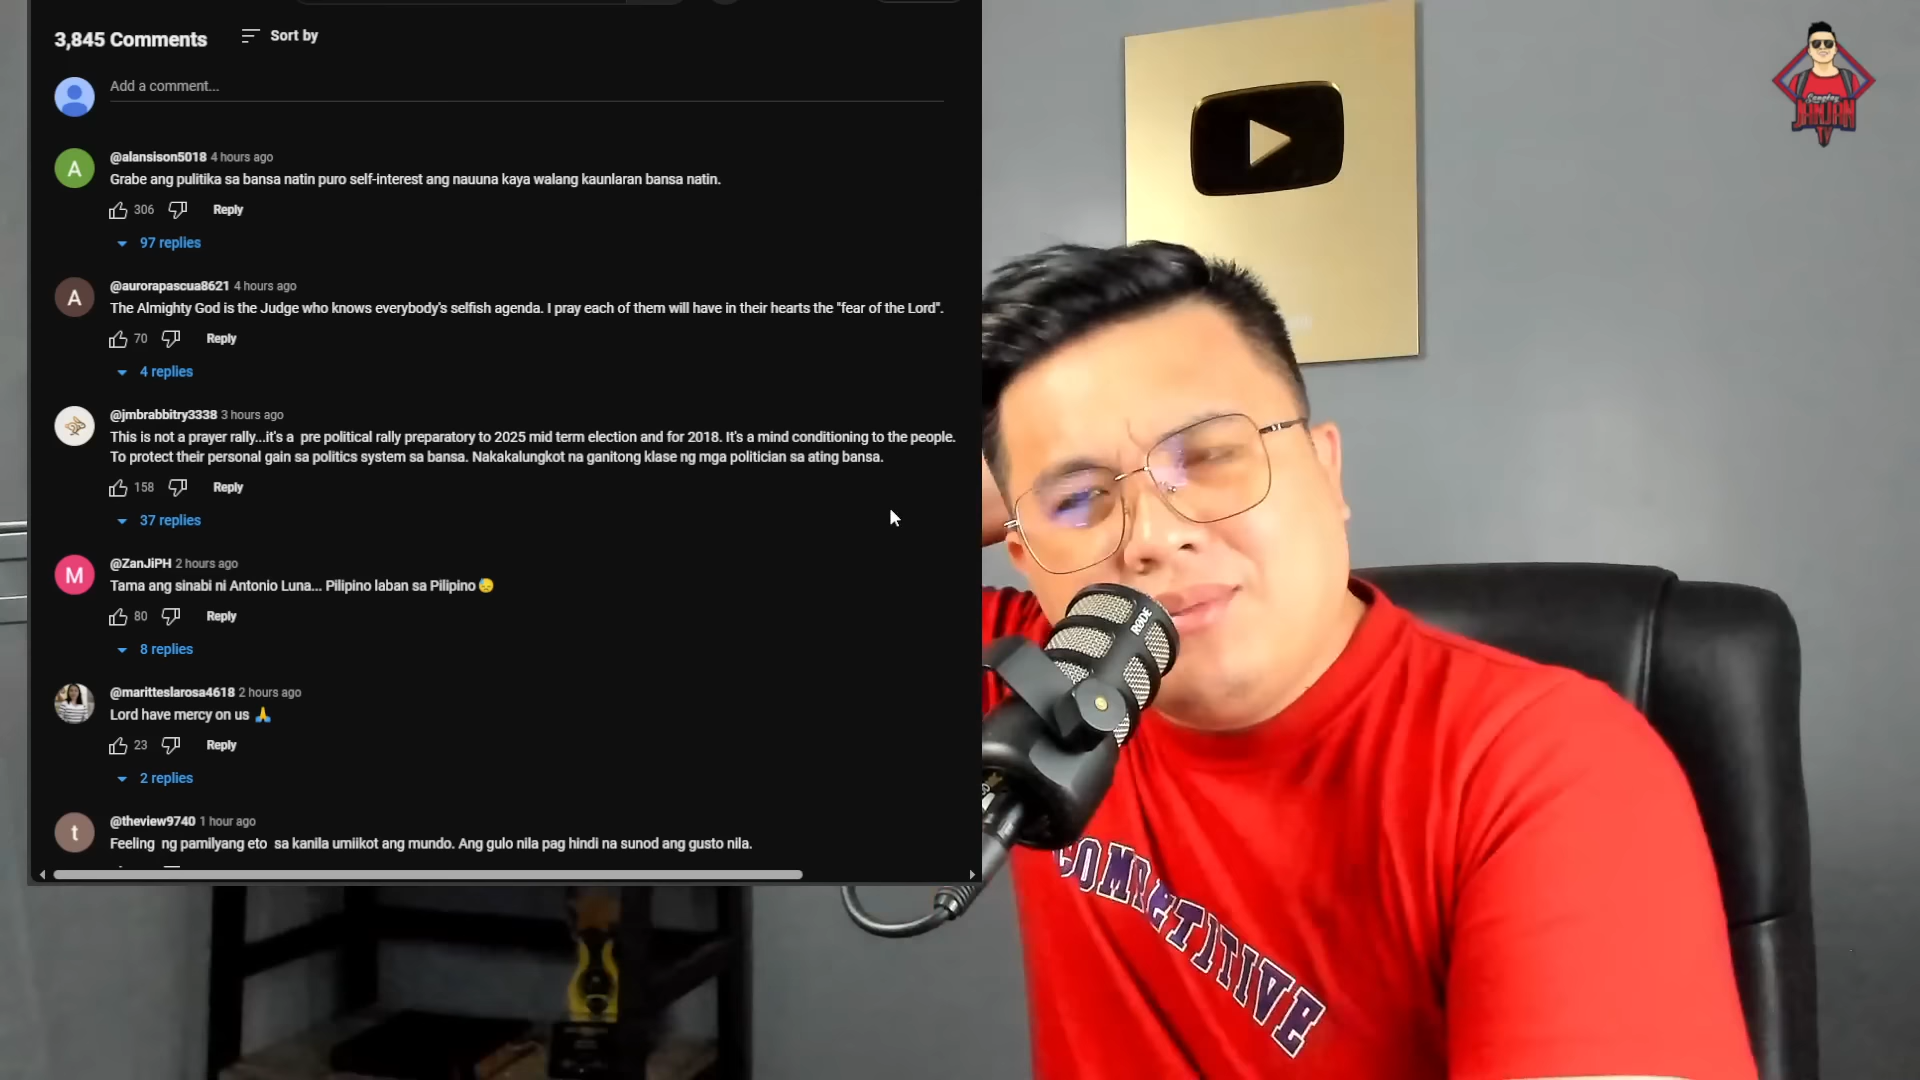 3,845 Comments
Sort by
Add a comment...
@alansison5018 4 hours ago
Grabe ang pulitika sa bansa natin puro self-interest ang nauuna kaya walang kaunlaran bansa natin.
306 Reply
97 replies
@aurorapascua8621 4 hours ago
The Almighty God is the Judge who knows everybody's selfish agenda. I pray each of them will have in their hearts the "fear of the Lord".
70 Reply
4 replies
@jmbrabbitry3338 3 hours ago
This is not a prayer rally...it's a pre political rally preparatory to 2025 mid term election and for 2018. It's a mind conditioning to the people.
To protect their personal gain sa politics system sa bansa. Nakakalungkot na ganitong klase ng mga politician sa ating bansa.
158 Reply
37 replies
@ZanJiPH 2 hours ago
Tama ang sinabi ni Antonio Luna... Pilipino laban sa Pilipino 😓
80 Reply
8 replies
@maritteslarosa4618 2 hours ago
Lord have mercy on us 🙏
23 Reply
2 replies
@theview9740 1 hour ago
Feeling ng pamilyang eto sa kanila umiikot ang mundo. Ang gulo nila pag hindi na sunod ang gusto nila.
A
A
M
t
Sangkay
JANJAN
TV
RØDE
COMPETITIVE